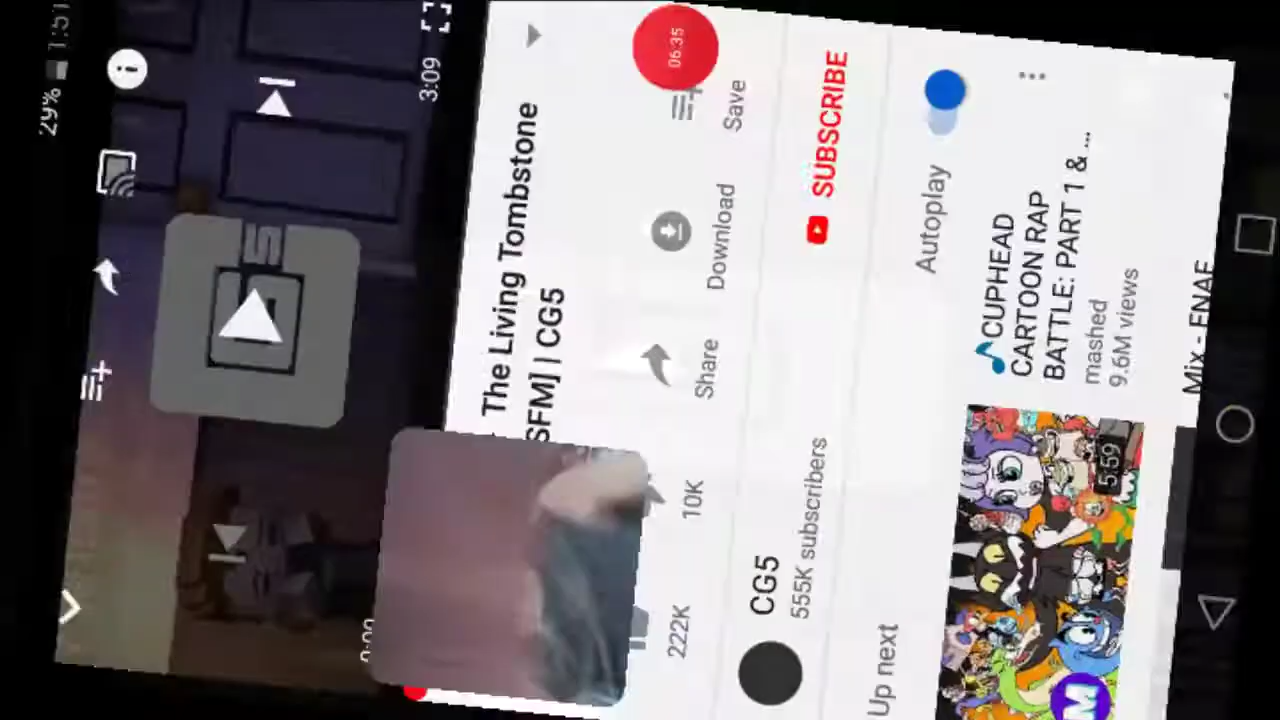 29% 1:51
3:09
0:00
The Living Tombstone
SFM] | CG5
06:35
222K
10K
Share
Download
Save
CG5
555K subscribers
SUBSCRIBE
Up next
Autoplay
CUPHEAD
CARTOON RAP
BATTLE: PART 1 & ...
mashed
9.6M views
5:59
M
Mix - FNAF